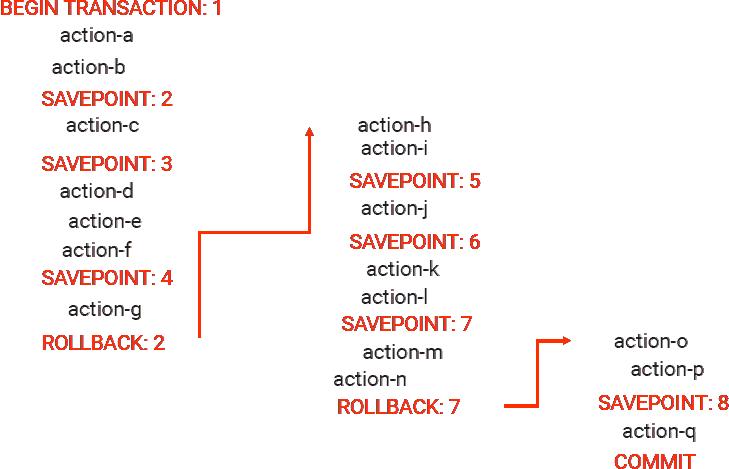 BEGIN TRANSACTION: 1
action-a
action-b
SAVEPOINT: 2
action-c
SAVEPOINT: 3
action-d
action-e
action-f
SAVEPOINT: 4
action-g
ROLLBACK: 2
action-h
action-i
SAVEPOINT: 5
action-j
SAVEPOINT: 6
action-k
action-l
SAVEPOINT: 7
action-m
action-n
ROLLBACK: 7
action-o
action-p
SAVEPOINT: 8
action-q
COMMIT